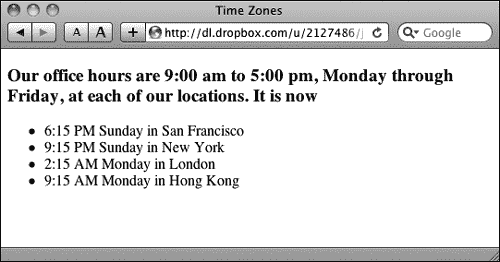 Time Zones
A A + http://dl.dropbox.com/u/2127486/j Google
Our office hours are 9:00 am to 5:00 pm, Monday through
Friday, at each of our locations. It is now
• 6:15 PM Sunday in San Francisco
• 9:15 PM Sunday in New York
• 2:15 AM Monday in London
• 9:15 AM Monday in Hong Kong